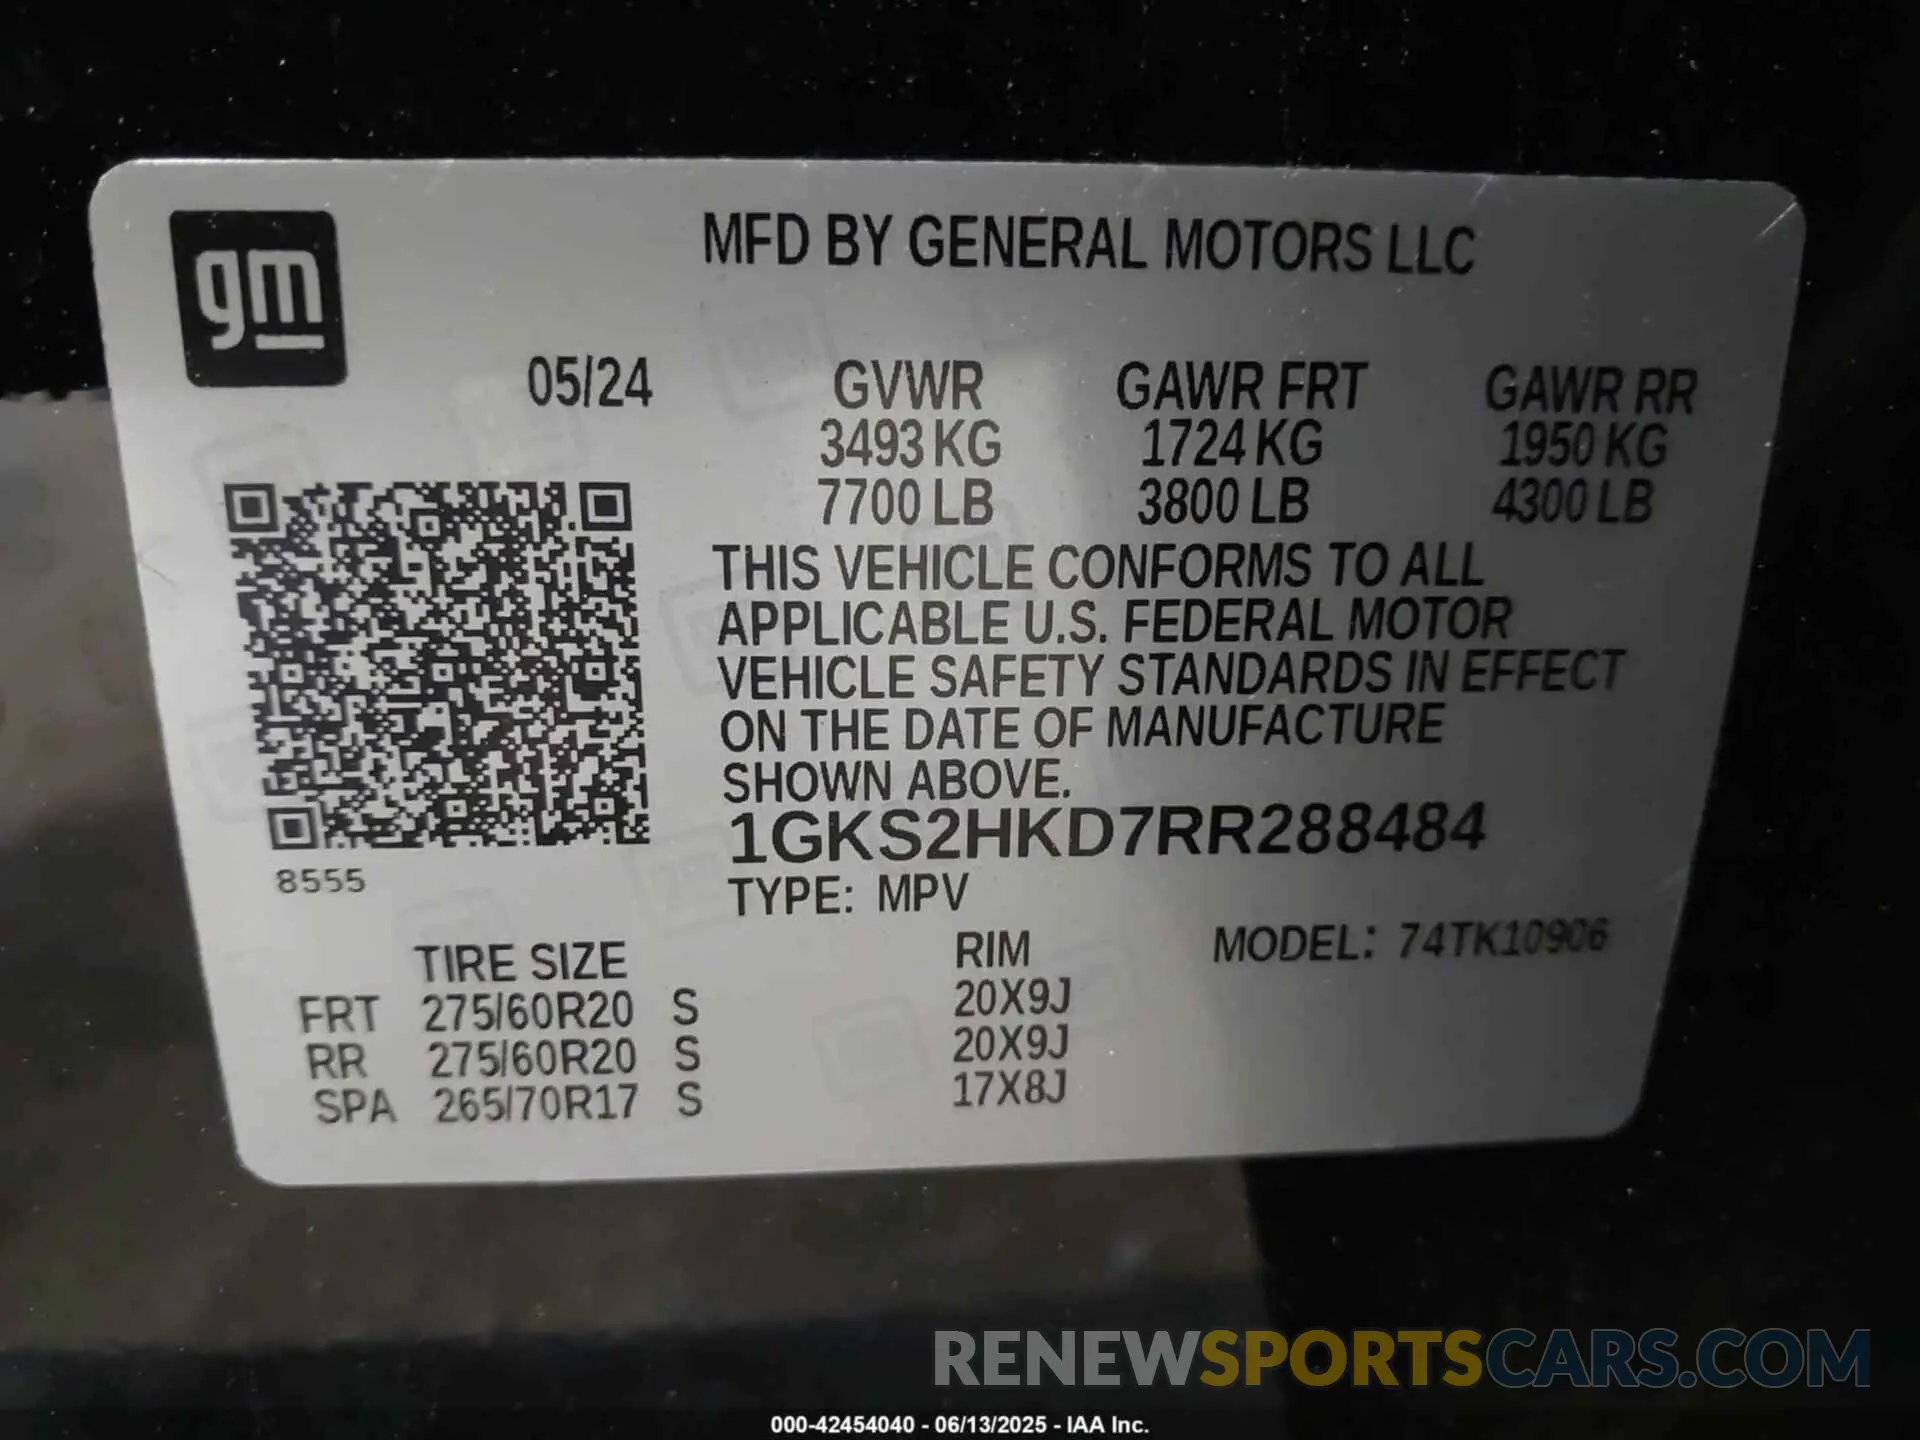 gm
MFD BY GENERAL MOTORS LLC
05/24 GVWR GAWR FRT GAWR RR
3493 KG 1724 KG 1950 KG
7700 LB 3800 LB 4300 LB
THIS VEHICLE CONFORMS TO ALL
APPLICABLE U.S. FEDERAL MOTOR
VEHICLE SAFETY STANDARDS IN EFFECT
ON THE DATE OF MANUFACTURE
SHOWN ABOVE.
1GKS2HKD7RR288484
8555
TYPE: MPV
TIRE SIZE RIM MODEL: 74TK10906
FRT 275/60R20 S 20X9J
RR 275/60R20 S 20X9J
SPA 265/70R17 S 17X8J
RENEWSPORTSCARS.COM
000-42454040 - 06/13/2025 - IAA Inc.